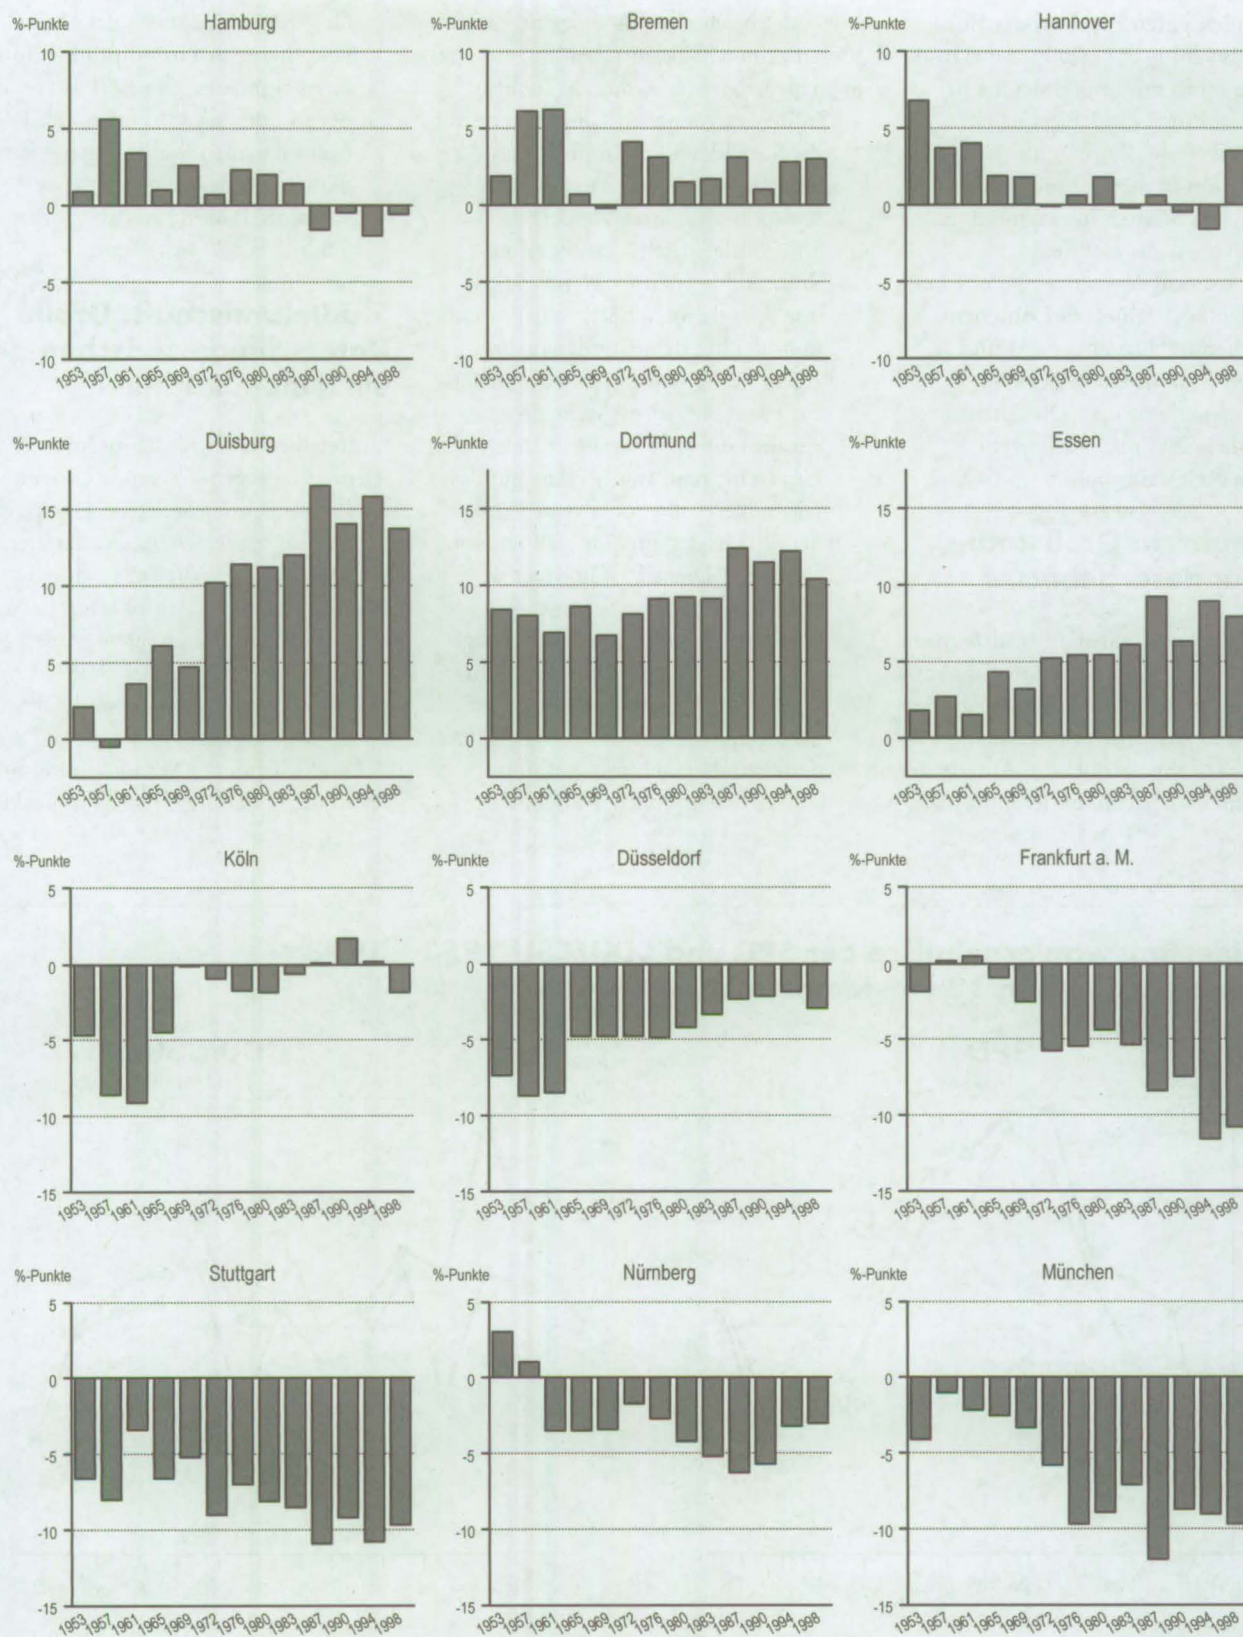 %-Punkte Hamburg
10
5
0
-5
-10
1953 1957 1961 1965 1969 1972 1976 1980 1983 1987 1990 1994 1998
%-Punkte Bremen
10
5
0
-5
-10
1953 1957 1961 1965 1969 1972 1976 1980 1983 1987 1990 1994 1998
%-Punkte Hannover
10
5
0
-5
-10
1953 1957 1961 1965 1969 1972 1976 1980 1983 1987 1990 1994 1998
%-Punkte Duisburg
15
10
5
0
1953 1957 1961 1965 1969 1972 1976 1980 1983 1987 1990 1994 1998
%-Punkte Dortmund
15
10
5
0
1953 1957 1961 1965 1969 1972 1976 1980 1983 1987 1990 1994 1998
%-Punkte Essen
15
10
5
0
1953 1957 1961 1965 1969 1972 1976 1980 1983 1987 1990 1994 1998
%-Punkte Köln
5
0
-5
-10
-15
1953 1957 1961 1965 1969 1972 1976 1980 1983 1987 1990 1994 1998
%-Punkte Düsseldorf
5
0
-5
-10
-15
1953 1957 1961 1965 1969 1972 1976 1980 1983 1987 1990 1994 1998
%-Punkte Frankfurt a. M.
5
0
-5
-10
-15
1953 1957 1961 1965 1969 1972 1976 1980 1983 1987 1990 1994 1998
%-Punkte Stuttgart
5
0
-5
-10
-15
1953 1957 1961 1965 1969 1972 1976 1980 1983 1987 1990 1994 1998
%-Punkte Nürnberg
5
0
-5
-10
-15
1953 1957 1961 1965 1969 1972 1976 1980 1983 1987 1990 1994 1998
%-Punkte München
5
0
-5
-10
-15
1953 1957 1961 1965 1969 1972 1976 1980 1983 1987 1990 1994 1998